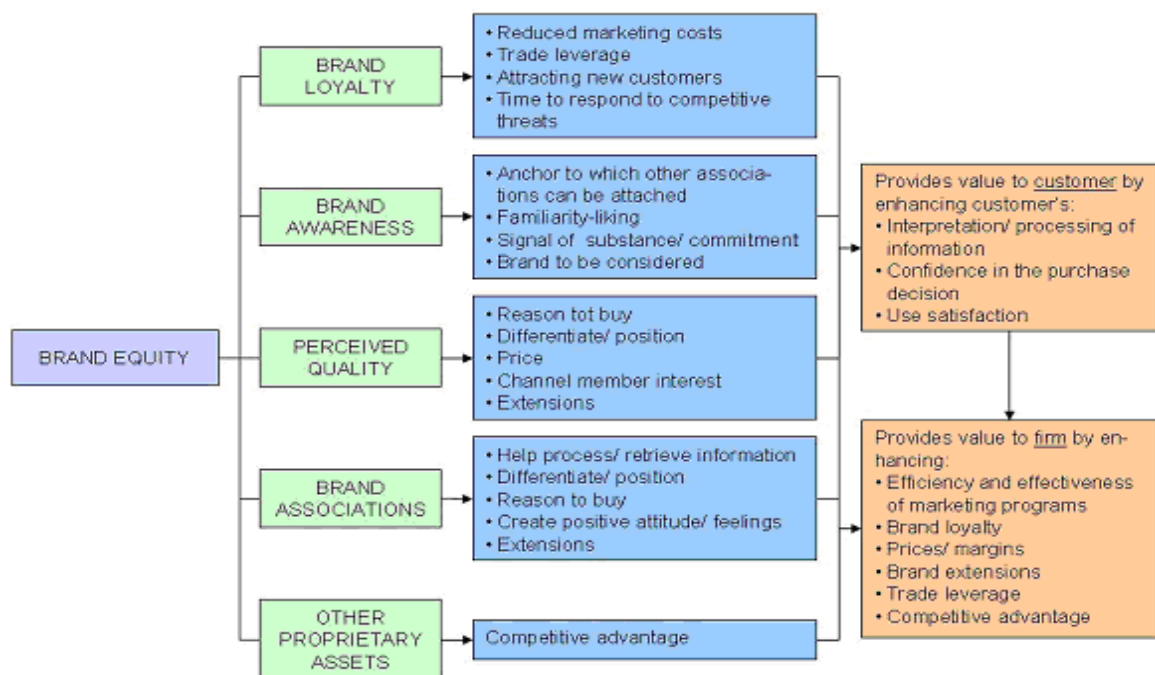 BRAND EQUITY
BRAND
LOYALTY
• Reduced marketing costs
• Trade leverage
• Attracting new customers
• Time to respond to competitive
threats
BRAND
AWARENESS
• Anchor to which other associa-
tions can be attached
• Familiarity-liking
• Signal of substance/ commitment
• Brand to be considered
PERCEIVED
QUALITY
• Reason tot buy
• Differentiate/ position
• Price
• Channel member interest
• Extensions
BRAND
ASSOCIATIONS
• Help process/ retrieve information
• Differentiate/ position
• Reason to buy
• Create positive attitude/ feelings
• Extensions
OTHER
PROPRIETARY
ASSETS
Competitive advantage
Provides value to customer by
enhancing customer's:
• Interpretation/ processing of
information
• Confidence in the purchase
decision
• Use satisfaction
Provides value to firm by en-
hancing:
• Efficiency and effectiveness
of marketing programs
• Brand loyalty
• Prices/ margins
• Brand extensions
• Trade leverage
• Competitive advantage